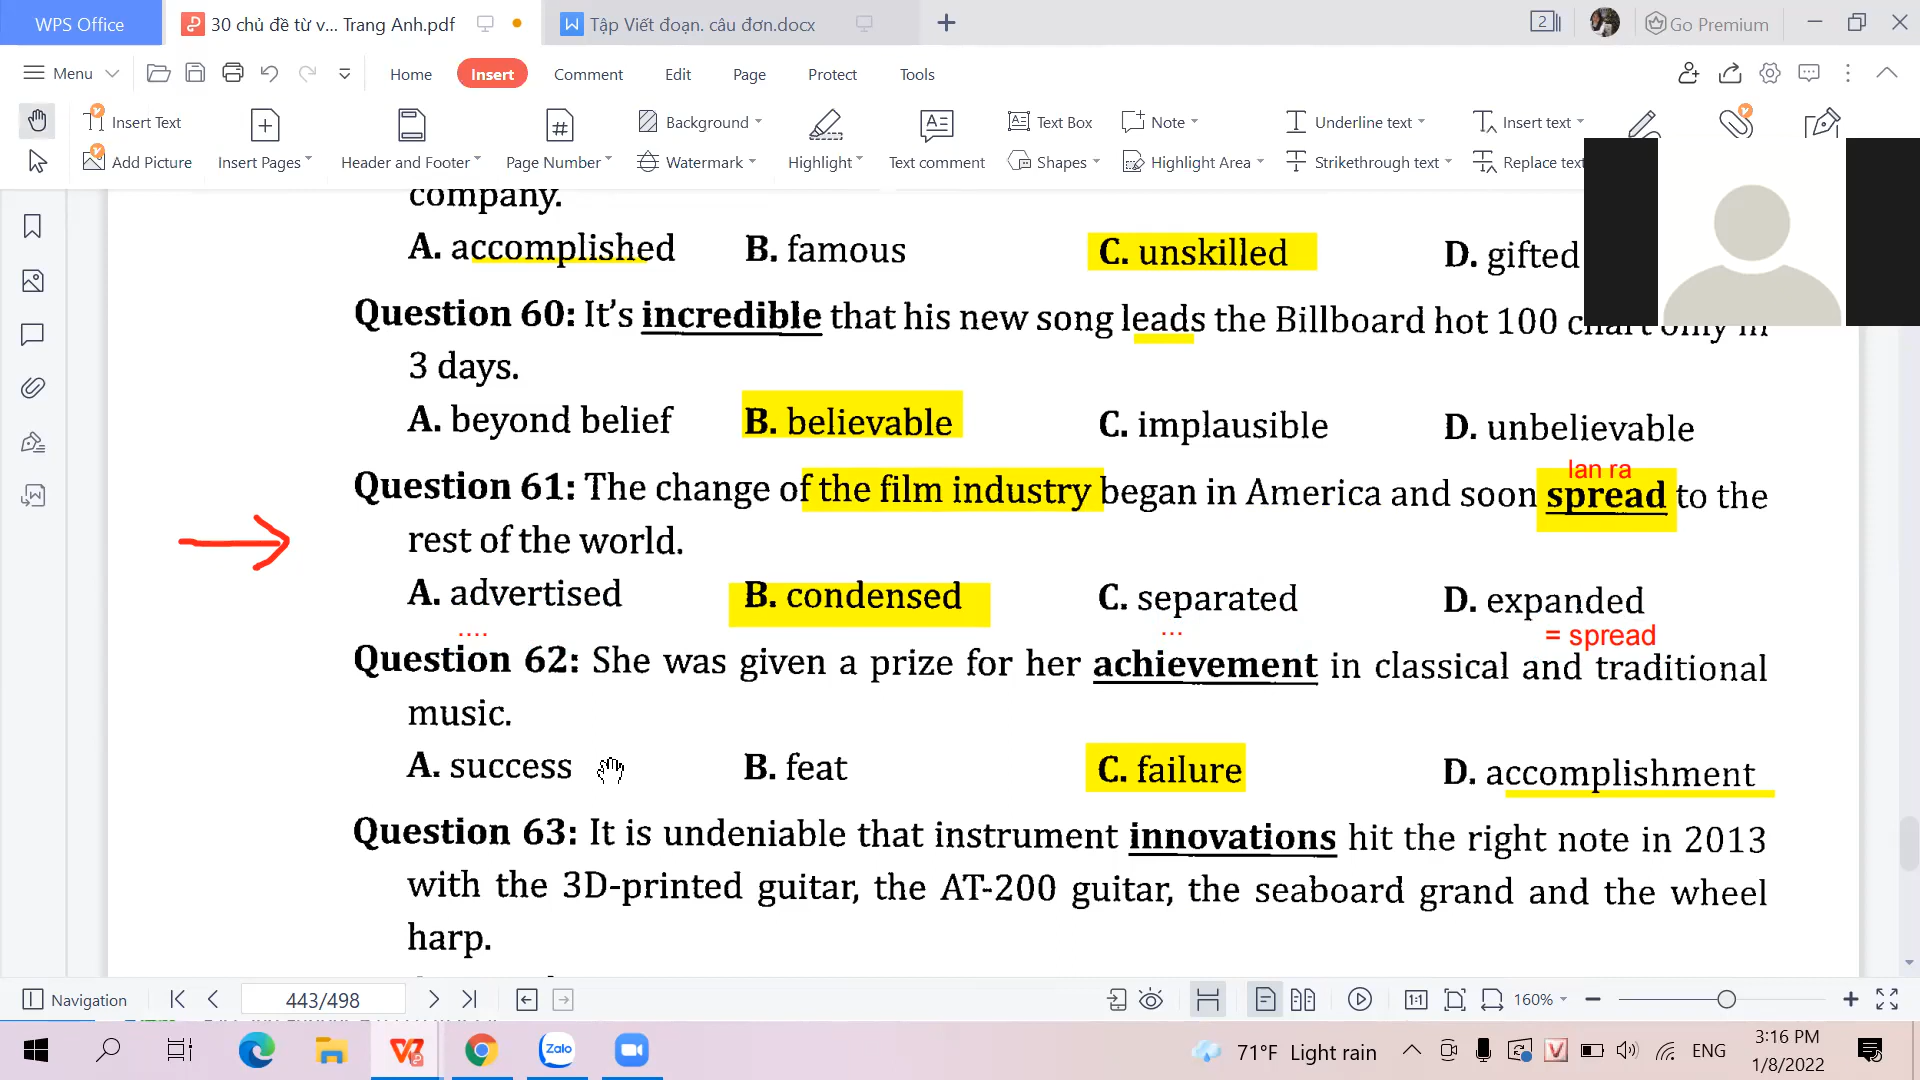 WPS Office
30 chủ đề từ v... Trang Anh.pdf
Tập Viết đoạn. câu đơn.docx
2
Go Premium
Menu
Home
Insert
Comment
Edit
Page
Protect
Tools
Insert Text
Add Picture
Insert Pages
Header and Footer
Page Number
Background
Watermark
Highlight
Text comment
Text Box
Shapes
Note
Highlight Area
Underline text
Strikethrough text
Insert text
Replace text
company.
A. accomplished B. famous C. unskilled D. gifted
Question 60: It's incredible that his new song leads the Billboard hot 100 chart only in
3 days.
A. beyond belief B. believable C. implausible D. unbelievable
lan ra
Question 61: The change of the film industry began in America and soon spread to the
rest of the world.
A. advertised B. condensed C. separated D. expanded
.... ... = spread
Question 62: She was given a prize for her achievement in classical and traditional
music.
A. success B. feat C. failure D. accomplishment
Question 63: It is undeniable that instrument innovations hit the right note in 2013
with the 3D-printed guitar, the AT-200 guitar, the seaboard grand and the wheel
harp.
Navigation
443/498
1:1
160%
Zalo
71°F Light rain
ENG
3:16 PM
1/8/2022